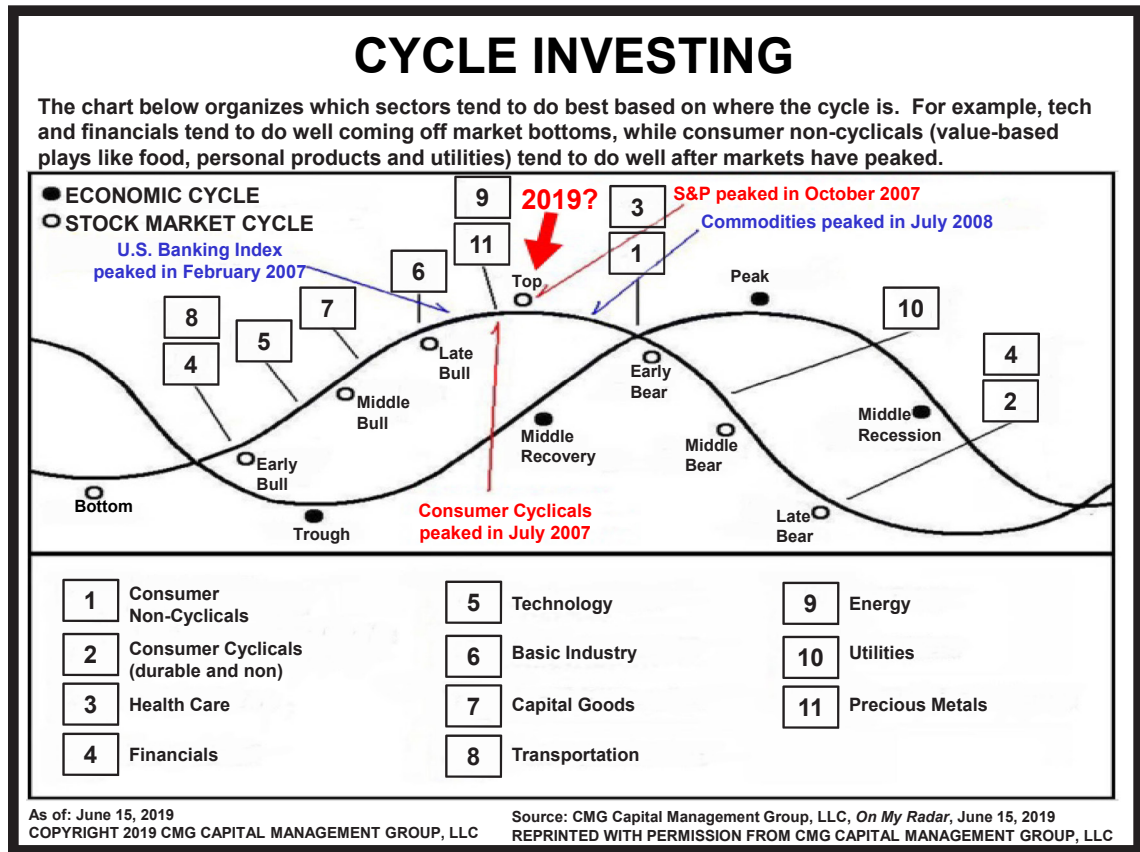 CYCLE INVESTING
The chart below organizes which sectors tend to do best based on where the cycle is. For example, tech
and financials tend to do well coming off market bottoms, while consumer non-cyclicals (value-based
plays like food, personal products and utilities) tend to do well after markets have peaked.
ECONOMIC CYCLE
STOCK MARKET CYCLE
U.S. Banking Index
peaked in February 2007
9
11
2019?
3
1
S&P peaked in October 2007
Commodities peaked in July 2008
6
Top
Peak
7
8
4
5
10
4
2
Late
Bull
Middle
Bull
Early
Bull
Bottom
Trough
Early
Bear
Middle
Recovery
Middle
Bear
Middle
Recession
Consumer Cyclicals
peaked in July 2007
Late
Bear
1
Consumer
Non-Cyclicals
2
Consumer Cyclicals
(durable and non)
3
Health Care
4
Financials
5
Technology
6
Basic Industry
7
Capital Goods
8
Transportation
9
Energy
10
Utilities
11
Precious Metals
As of: June 15, 2019
COPYRIGHT 2019 CMG CAPITAL MANAGEMENT GROUP, LLC
Source: CMG Capital Management Group, LLC, On My Radar, June 15, 2019
REPRINTED WITH PERMISSION FROM CMG CAPITAL MANAGEMENT GROUP, LLC